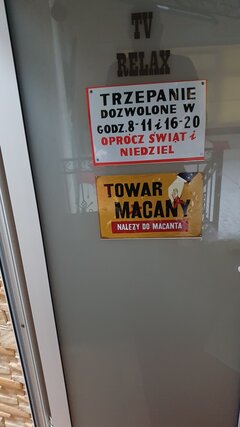 TV
RELAX
TRZEPANIE
DOZWOLONE W
GODZ. 8-11 i 16-20
OPRÓCZ ŚWIĄT i
NIEDZIEL
TOWAR
MACANY
NALEŻY DO MACANTA